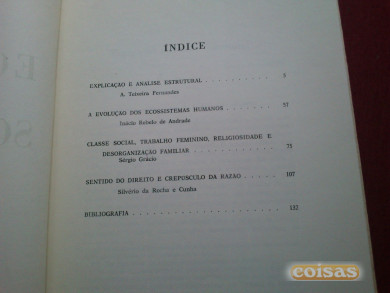 INDICE
EXPLICAÇÃO E ANÁLISE ESTRUTURAL 5
A. Teixeira Fernandes
A EVOLUÇÃO DOS ECOSSISTEMAS HUMANOS
Inácio Rebelo de Andrade
CLASSE SOCIAL, TRABALHO FEMININO, RELIGIOSIDADE E
DESORGANIZAÇÃO FAMILIAR 71
Sérgio Grácio
SENTIDO DO DIREITO E CREPÚSCULO DA RAZÃO 107
Silvério da Rocha e Cunha
BIBLIOGRAFIA 132
coisas